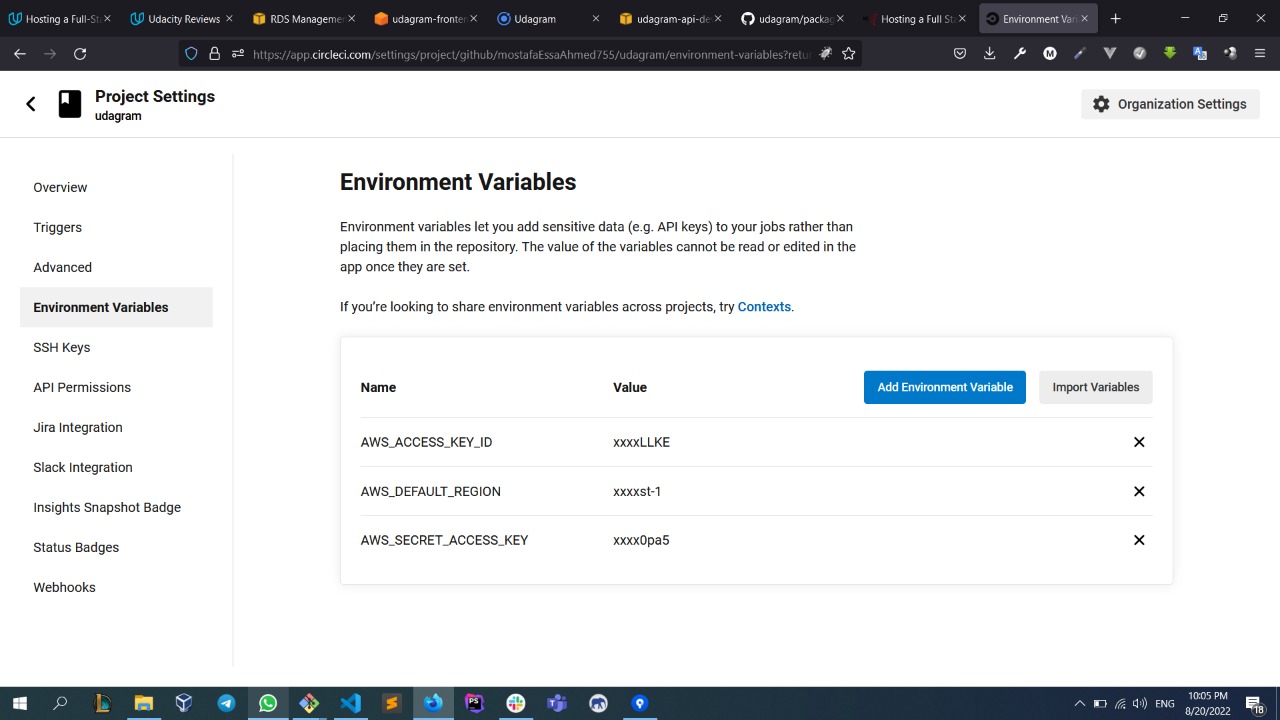 Hosting a Full-Sta
Udacity Reviews
RDS Managemen
udagram-fronten
Udagram
udagram-api-de
udagram/packag
Hosting a Full Sta
Environment Vari
https://app.circleci.com/settings/project/github/mostafaEssaAhmed755/udagram/environment-variables?retu
Project Settings
udagram
Organization Settings
Overview
Triggers
Advanced
Environment Variables
SSH Keys
API Permissions
Jira Integration
Slack Integration
Insights Snapshot Badge
Status Badges
Webhooks
Environment Variables
Environment variables let you add sensitive data (e.g. API keys) to your jobs rather than
placing them in the repository. The value of the variables cannot be read or edited in the
app once they are set.
If you’re looking to share environment variables across projects, try Contexts.
Name Value Add Environment Variable Import Variables
AWS_ACCESS_KEY_ID xxxxLLKE
AWS_DEFAULT_REGION xxxxst-1
AWS_SECRET_ACCESS_KEY xxxx0pa5
ENG
10:05 PM
8/20/2022
18